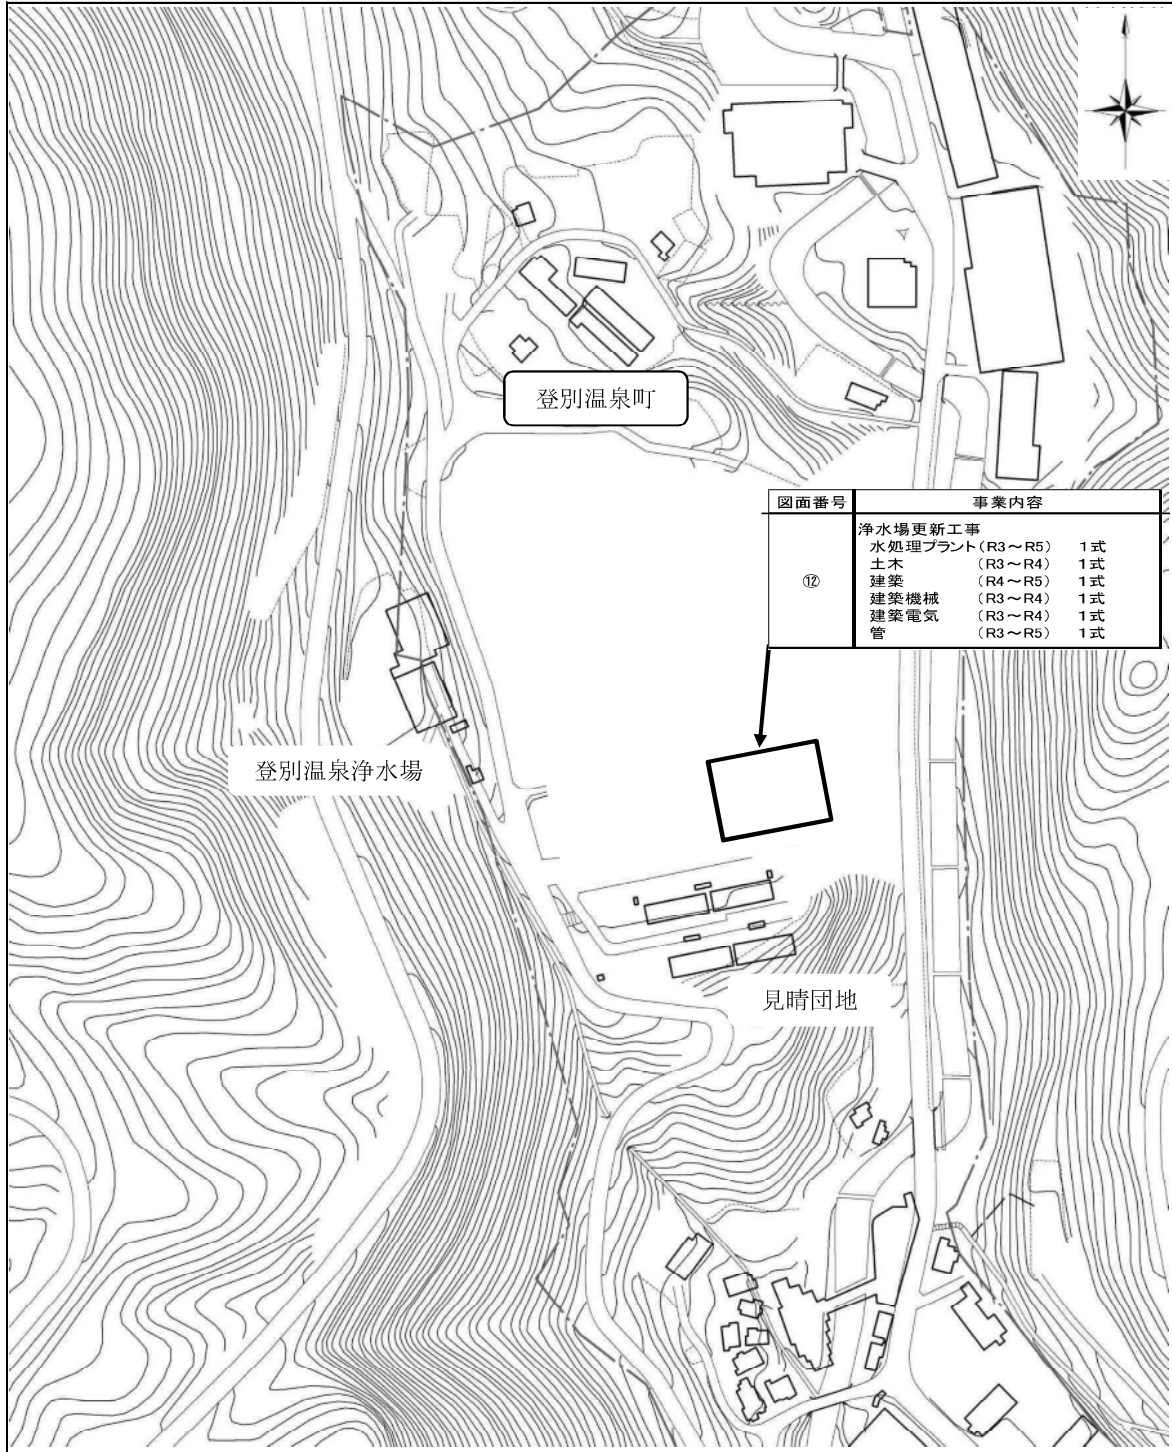 登別温泉町
図面番号 事業内容
⑫
浄水場更新工事
水処理プラント(R3～R5) 1式
土木 (R3～R4) 1式
建築 (R4～R5) 1式
建築機械 (R3～R4) 1式
建築電気 (R3～R4) 1式
管 (R3～R5) 1式
登別温泉浄水場
見晴団地